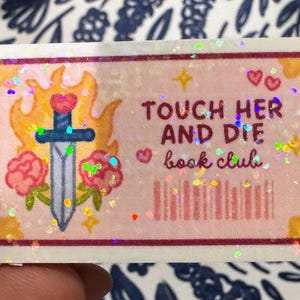 TOUCH HER
AND DIE
book club